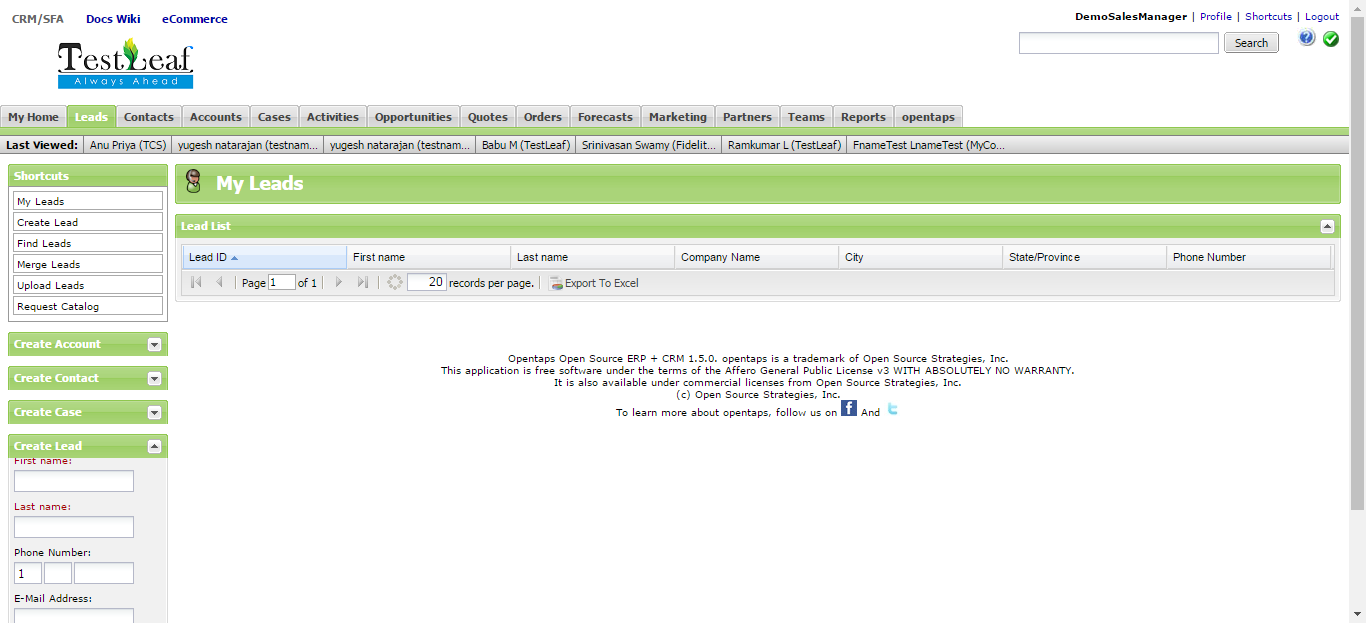 CRM/SFA Docs Wiki eCommerce
DemoSalesManager | Profile | Shortcuts | Logout
TestLeaf
Always Ahead
Search
My Home Leads Contacts Accounts Cases Activities Opportunities Quotes Orders Forecasts Marketing Partners Teams Reports opentaps
Last Viewed: Anu Priya (TCS) yugesh natarajan (testnam... yugesh natarajan (testnam... Babu M (TestLeaf) Srinivasan Swamy (Fidelit... Ramkumar L (TestLeaf) FnameTest LnameTest (MyCo...
Shortcuts
My Leads
Create Lead
Find Leads
Merge Leads
Upload Leads
Request Catalog
Create Account
Create Contact
Create Case
Create Lead
First name:
Last name:
Phone Number:
1
E-Mail Address:
My Leads
Lead List
Lead ID First name Last name Company Name City State/Province Phone Number
Page 1 of 1 20 records per page. Export To Excel
Opentaps Open Source ERP + CRM 1.5.0. opentaps is a trademark of Open Source Strategies, Inc.
This application is free software under the terms of the Affero General Public License v3 WITH ABSOLUTELY NO WARRANTY.
It is also available under commercial licenses from Open Source Strategies, Inc.
(c) Open Source Strategies, Inc.
To learn more about opentaps, follow us on f And t